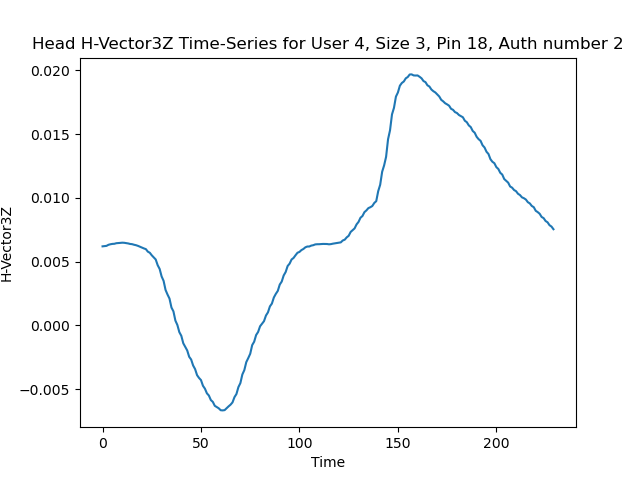 Head H-Vector3Z Time-Series for User 4, Size 3, Pin 18, Auth number 2
0.020
0.015
0.010
0.005
0.000
−0.005
H-Vector3Z
0 50 100 150 200
Time